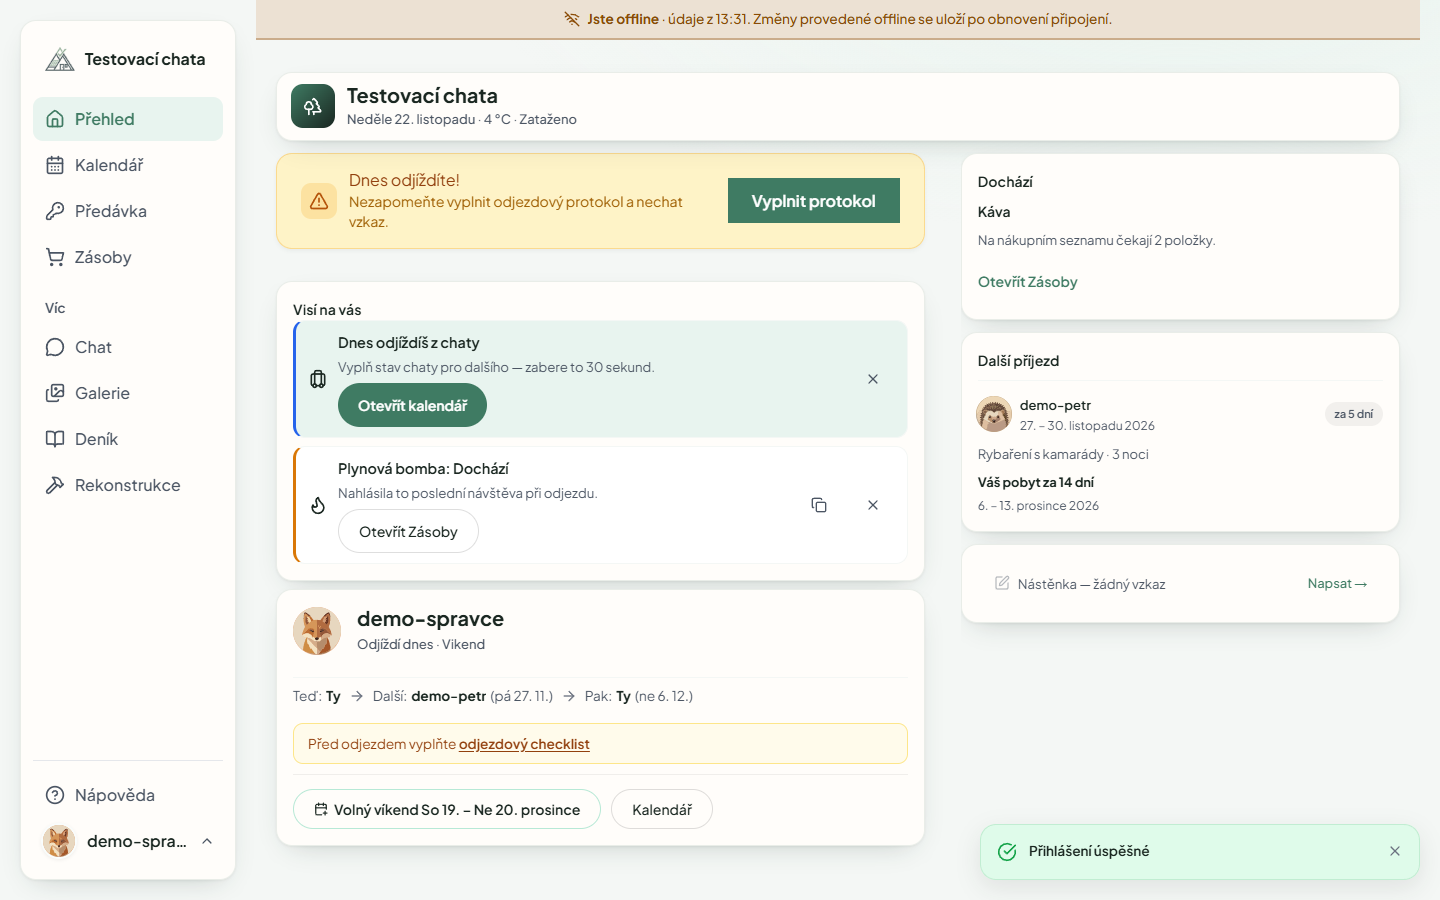 Jste offline · údaje z 13:31. Změny provedené offline se uloží po obnovení připojení.
Testovací chata
Přehled
Kalendář
Předávka
Zásoby
Víc
Chat
Galerie
Deník
Rekonstrukce
Nápověda
demo-spra...
Testovací chata
Neděle 22. listopadu · 4 °C · Zataženo
Dnes odjíždíte!
Nezapomeňte vyplnit odjezdový protokol a nechat
vzkaz.
Vyplnit protokol
Visí na vás
Dnes odjíždíš z chaty
Vyplň stav chaty pro dalšího — zabere to 30 sekund.
Otevřít kalendář
Plynová bomba: Dochází
Nahlásila to poslední návštěva při odjezdu.
Otevřít Zásoby
demo-spravce
Odjíždí dnes · Vikend
Teď: Ty → Další: demo-petr (pá 27. 11.) → Pak: Ty (ne 6. 12.)
Před odjezdem vyplňte odjezdový checklist
Volný víkend So 19. – Ne 20. prosince
Kalendář
Dochází
Káva
Na nákupním seznamu čekají 2 položky.
Otevřít Zásoby
Další příjezd
demo-petr
27. – 30. listopadu 2026
za 5 dní
Rybaření s kamarády · 3 noci
Váš pobyt za 14 dní
6. – 13. prosince 2026
Nástěnka — žádný vzkaz
Napsat →
Přihlášení úspěšné